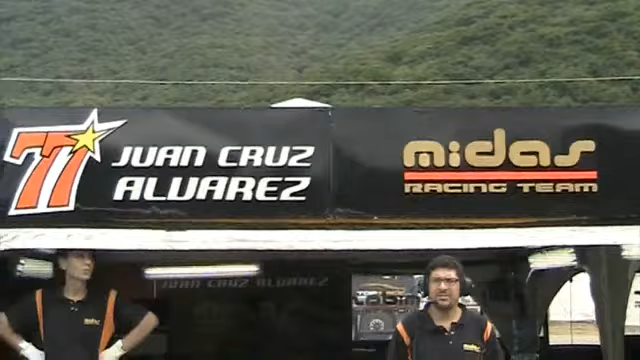 77
JUAN CRUZ
ALVAREZ
midas
RACING TEAM
JUAN CRUZ ALVAREZ